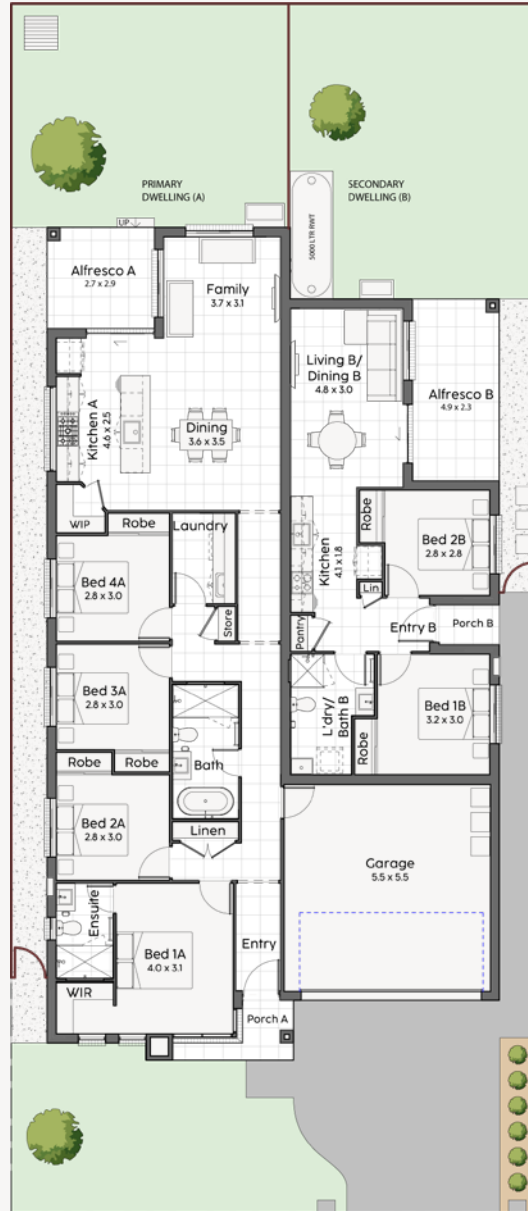 PRIMARY
DWELLING (A)
SECONDARY
DWELLING (B)
UP
5000 LTR RWT
Alfresco A
2.7 x 2.9
Family
3.7 x 3.1
Living B/
Dining B
4.8 x 3.0
Alfresco B
4.9 x 2.3
Kitchen A
4.6 x 2.5
Dining
3.6 x 3.5
WIP
Robe
Laundry
Robe
Bed 2B
2.8 x 2.8
Kitchen
4.1 x 1.8
Bed 4A
2.8 x 3.0
Lin
Store
Pantry
Entry B
Porch B
Bed 3A
2.8 x 3.0
L'dry/
Bath B
Bed 1B
3.2 x 3.0
Robe
Robe
Robe
Bath
Bed 2A
2.8 x 3.0
Linen
Garage
5.5 x 5.5
Ensuite
Bed 1A
4.0 x 3.1
Entry
WIR
Porch A